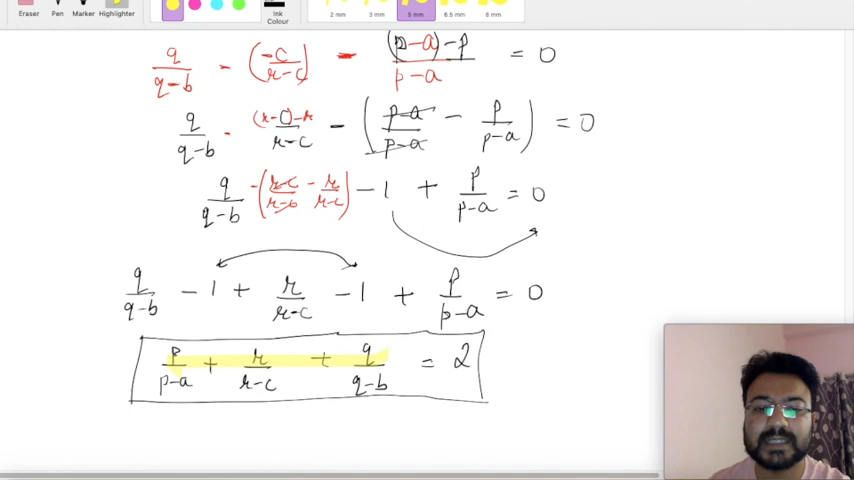 Eraser Pen Marker Highlighter Ink Colour 2 mm 3 mm 5 mm 6.5 mm 8 mm
q/(q-b) - (-c/(r-c)) - ((p-a)-p)/(p-a) = 0
q/(q-b) - ((r-c)-r)/(r-c) - ((p-a)/(p-a) - p/(p-a)) = 0
q/(q-b) - ((r-c)/(r-b) - r/(r-c)) - 1 + p/(p-a) = 0
q/(q-b) - 1 + r/(r-c) - 1 + p/(p-a) = 0
p/(p-a) + r/(r-c) + q/(q-b) = 2